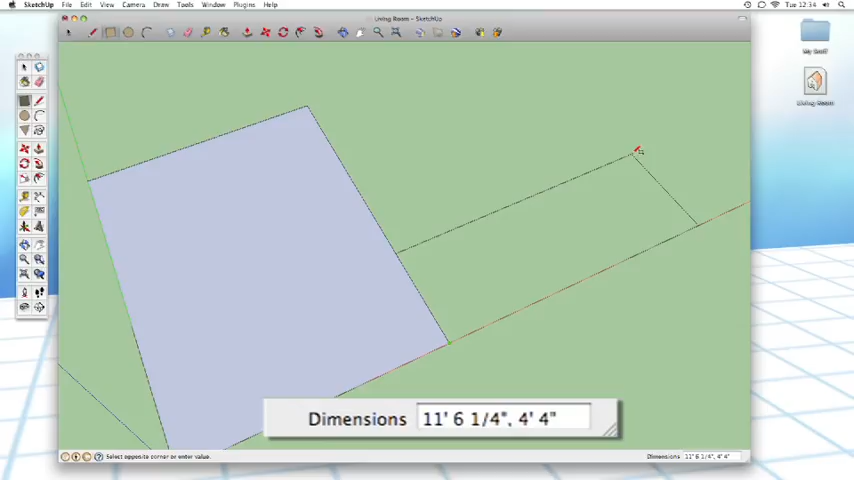 SketchUp File Edit View Camera Draw Tools Window Plugins Help
Tue 12:34
Living Room - SketchUp
My Stuff
Living Room
Dimensions 11' 6 1/4", 4' 4"
Select opposite corner or enter value.
Dimensions 11' 6 1/4", 4' 4"